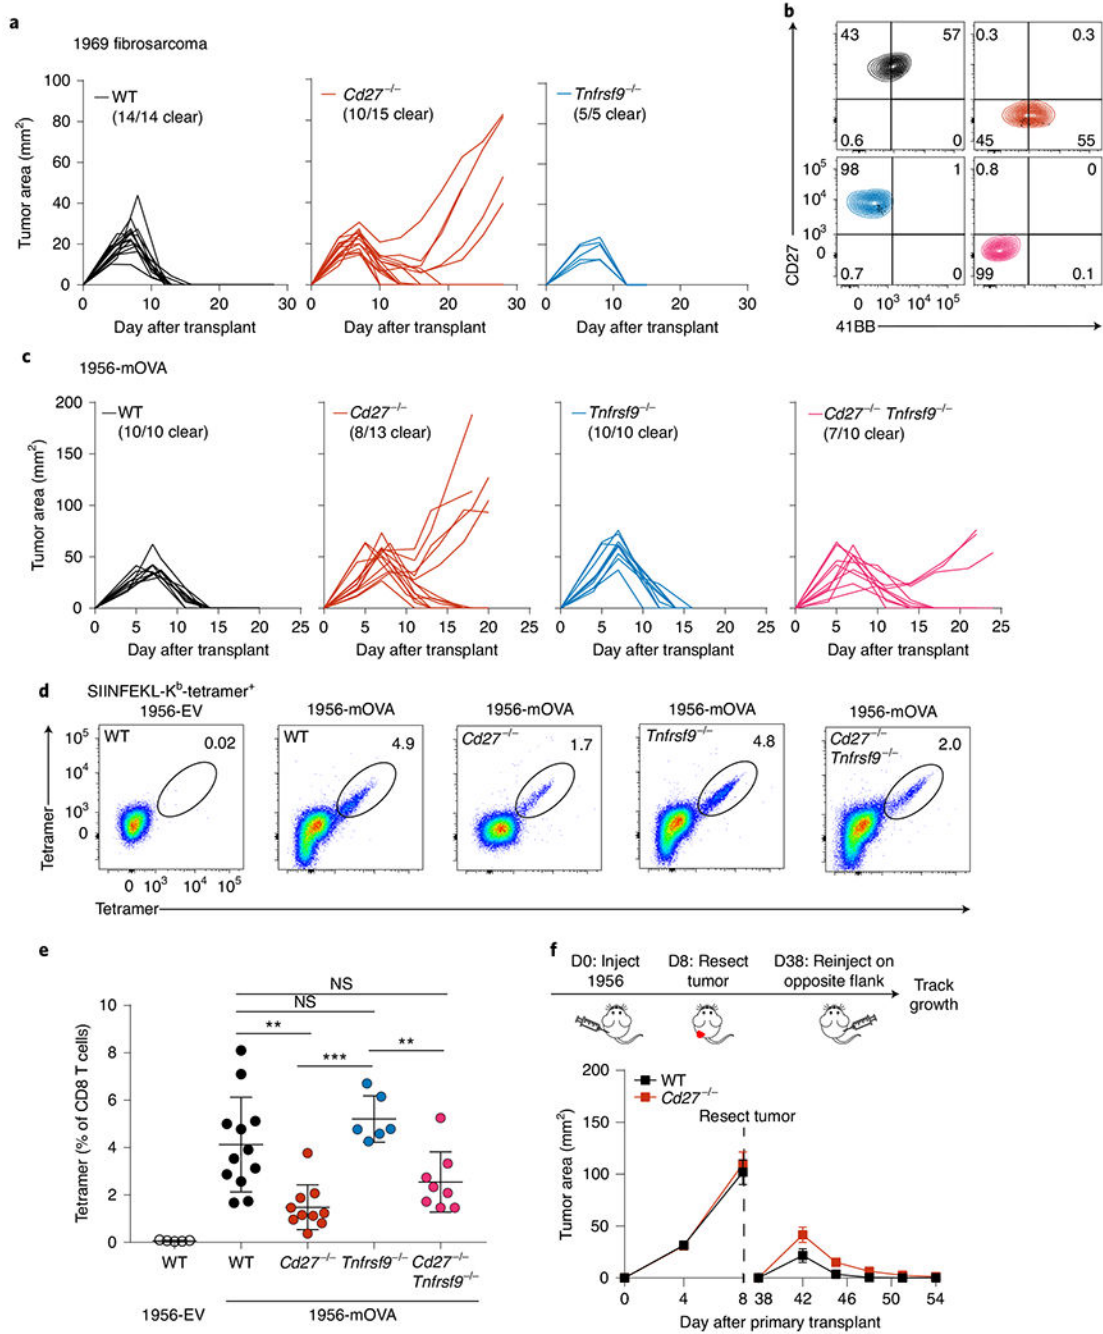 a
1969 fibrosarcoma
Tumor area (mm²)
100
80
60
40
20
0
WT
(14/14 clear)
0 10 20 30
Day after transplant
Cd27⁻/⁻
(10/15 clear)
0 10 20 30
Day after transplant
Tnfrsf9⁻/⁻
(5/5 clear)
0 10 20 30
Day after transplant
b
43 57
0.6 0
0.3 0.3
45 55
98 1
0.7 0
0.8 0
99 0.1
10⁵
10⁴
10³
0
CD27
0 10³ 10⁴ 10⁵
41BB
c
1956-mOVA
Tumor area (mm²)
200
150
100
50
0
WT
(10/10 clear)
0 5 10 15 20 25
Day after transplant
Cd27⁻/⁻
(8/13 clear)
0 5 10 15 20 25
Day after transplant
Tnfrsf9⁻/⁻
(10/10 clear)
0 5 10 15 20 25
Day after transplant
Cd27⁻/⁻ Tnfrsf9⁻/⁻
(7/10 clear)
0 5 10 15 20 25
Day after transplant
d
SIINFEKL-Kᵇ-tetramer⁺
1956-EV
WT
0.02
1956-mOVA
WT
4.9
1956-mOVA
Cd27⁻/⁻
1.7
1956-mOVA
Tnfrsf9⁻/⁻
4.8
1956-mOVA
Cd27⁻/⁻
Tnfrsf9⁻/⁻
2.0
10⁵
10⁴
10³
0
Tetramer
0 10³ 10⁴ 10⁵
Tetramer
e
Tetramer (% of CD8 T cells)
10
8
6
4
2
0
NS
NS
**
***
**
WT WT Cd27⁻/⁻ Tnfrsf9⁻/⁻ Cd27⁻/⁻
Tnfrsf9⁻/⁻
1956-EV 1956-mOVA
f
D0: Inject
1956
D8: Resect
tumor
D38: Reinject on
opposite flank
Track
growth
Tumor area (mm²)
200
150
100
50
0
WT
Cd27⁻/⁻
Resect tumor
0 4 8 38 42 46 50 54
Day after primary transplant